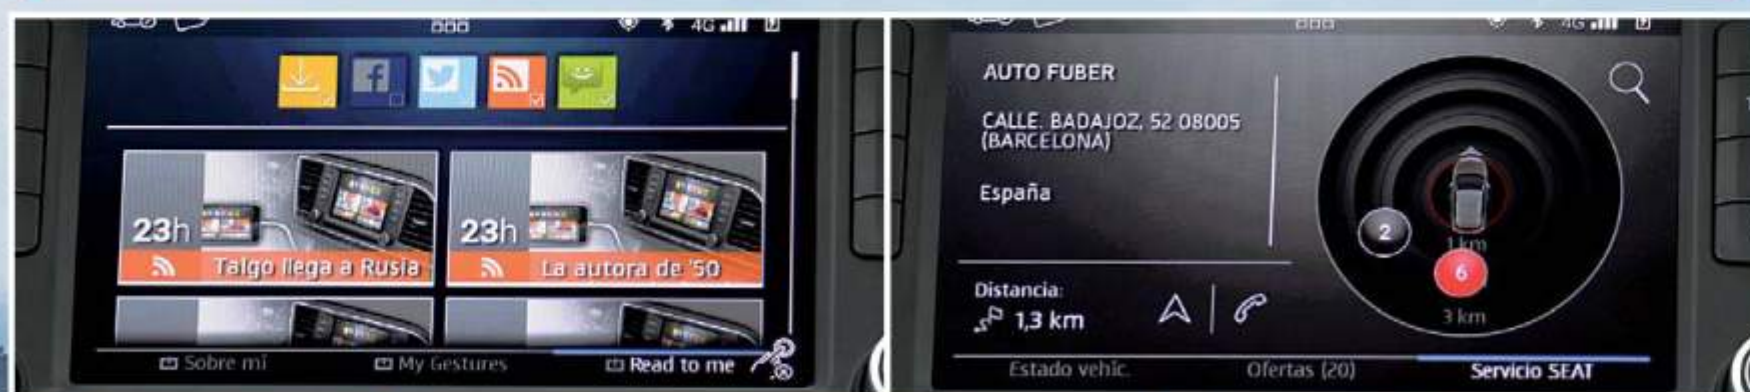 4G
23h
Talgo llega a Rusia
23h
La autora de '50
Sobre mí
My Gestures
Read to me
4G
AUTO FUBER
CALLE. BADAJOZ, 52 08005
(BARCELONA)
España
Distancia:
1,3 km
2
1 km
6
3 km
Estado vehíc.
Ofertas (20)
Servicio SEAT